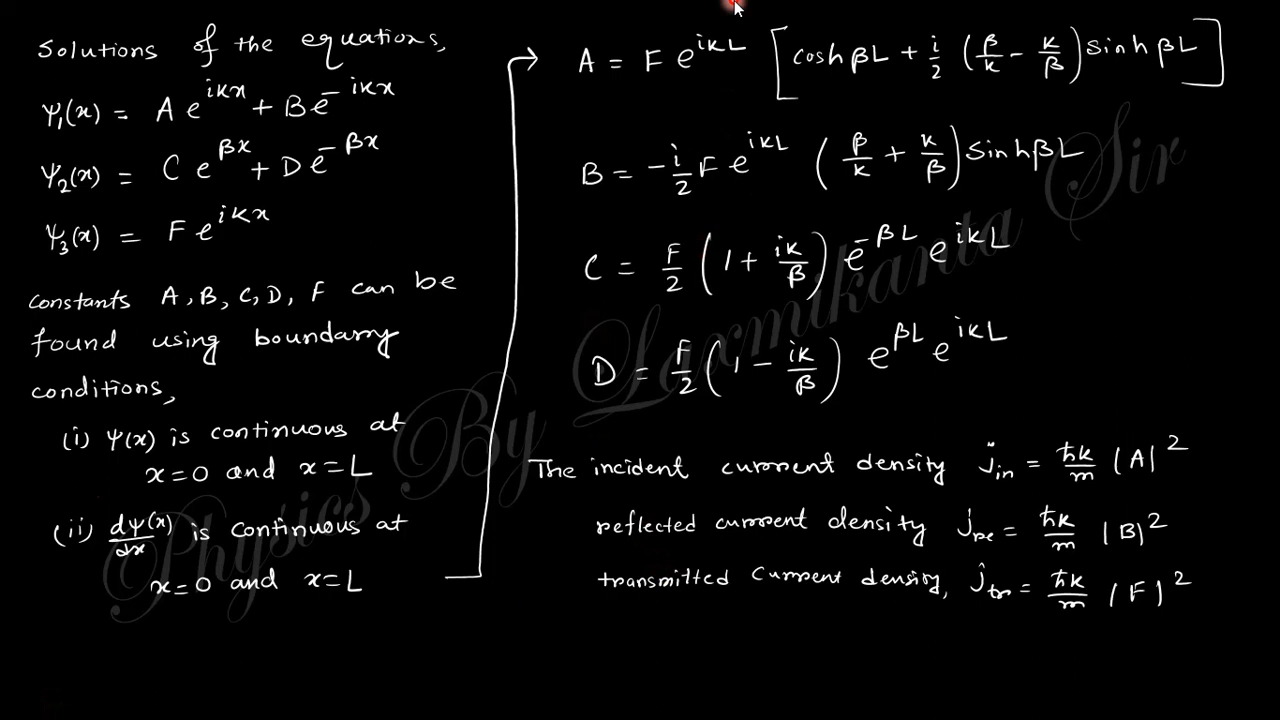 Solutions of the equations,
ψ₁(x) = A e^{ikx} + B e^{-ikx}
ψ₂(x) = C e^{βx} + D e^{-βx}
ψ₃(x) = F e^{ikx}
constants A, B, C, D, F can be
found using boundary
conditions,
(i) ψ(x) is continuous at
x=0 and x=L
(ii) dψ(x)/dx is continuous at
x=0 and x=L
A = F e^{ikL} [cosh βL + i/2 (β/k − k/β) sinh βL]
B = −i/2 F e^{ikL} (β/k + k/β) sinh βL
C = F/2 (1 + ik/β) e^{-βL} e^{ikL}
D = F/2 (1 − ik/β) e^{βL} e^{ikL}
The incident current density j_in = ħk/m |A|²
reflected current density j_re = ħk/m |B|²
transmitted current density, j_tr = ħk/m |F|²
Physics By Laxmikanta Sir